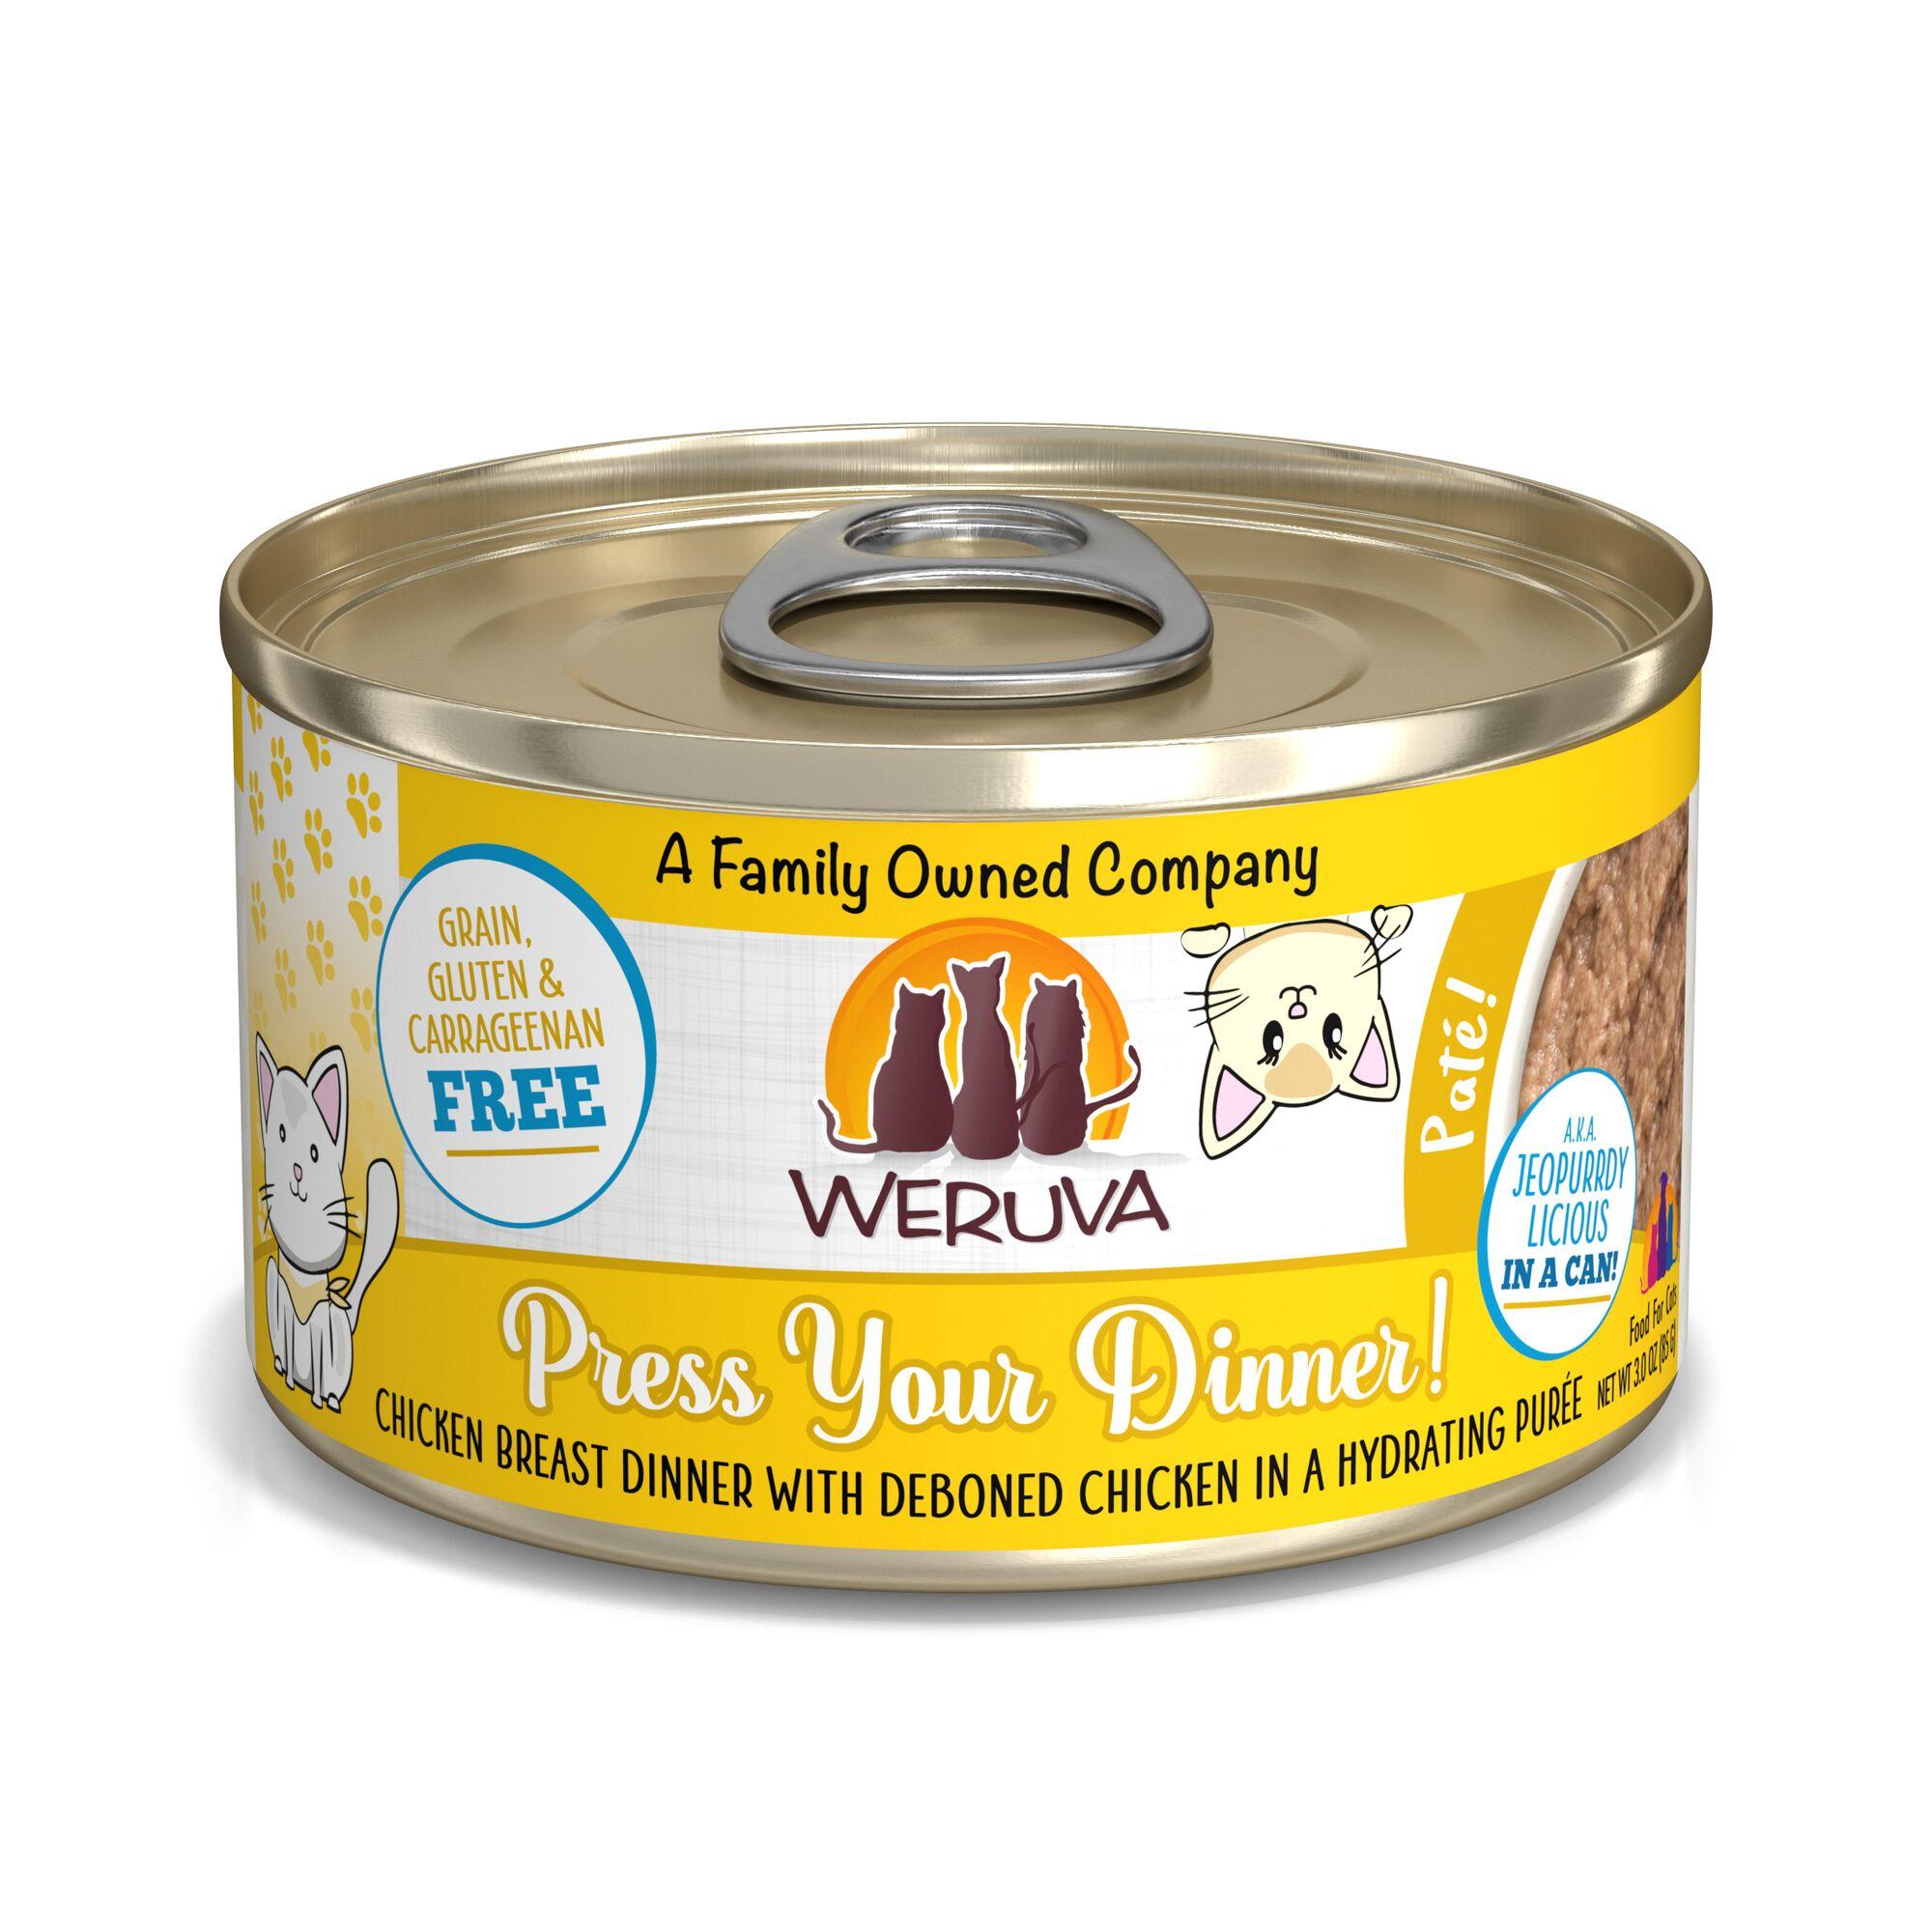 A Family Owned Company
GRAIN,
GLUTEN &
CARRAGEENAN
FREE
WERUVA
Paté!
A.K.A.
JEOPURRDY
LICIOUS
IN A CAN!
Press Your Dinner!
Food For Cats
NET WT 3.0 OZ (85 G)
CHICKEN BREAST DINNER WITH DEBONED CHICKEN IN A HYDRATING PURÉE